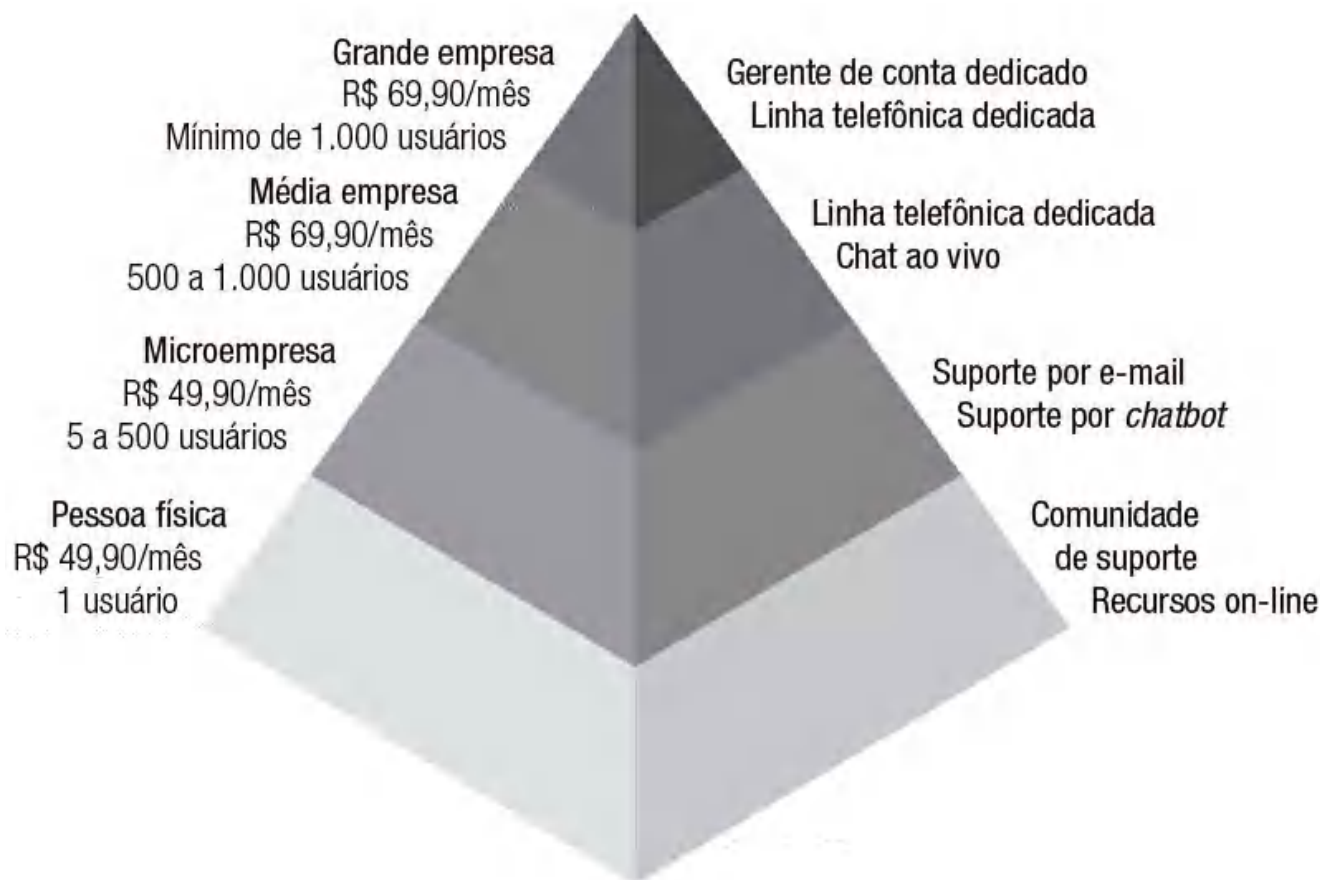 Grande empresa
R$ 69,90/mês
Mínimo de 1.000 usuários
Gerente de conta dedicado
Linha telefônica dedicada
Média empresa
R$ 69,90/mês
500 a 1.000 usuários
Linha telefônica dedicada
Chat ao vivo
Microempresa
R$ 49,90/mês
5 a 500 usuários
Suporte por e-mail
Suporte por chatbot
Pessoa física
R$ 49,90/mês
1 usuário
Comunidade
de suporte
Recursos on-line